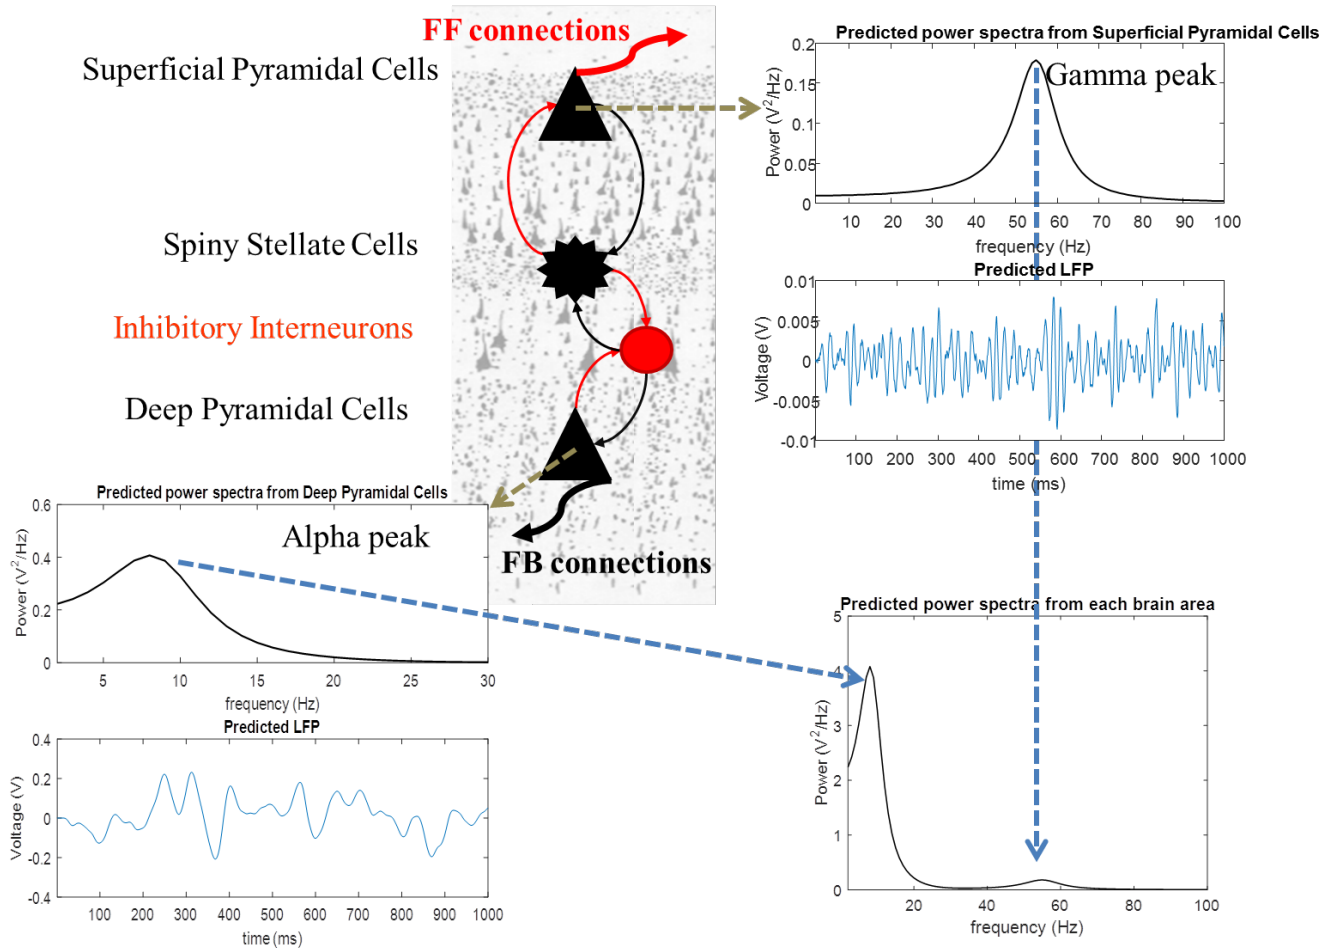 FF connections
Superficial Pyramidal Cells
Spiny Stellate Cells
Inhibitory Interneurons
Deep Pyramidal Cells
FB connections
Predicted power spectra from Superficial Pyramidal Cells
Gamma peak
Power (V²/Hz)
0.2
0.15
0.1
0.05
0
10 20 30 40 50 60 70 80 90 100
frequency (Hz)
Predicted LFP
Voltage (V)
0.01
0.005
0
-0.005
-0.01
100 200 300 400 500 600 700 800 900 1000
time (ms)
Predicted power spectra from Deep Pyramidal Cells
Alpha peak
Power (V²/Hz)
0.6
0.4
0.2
0
5 10 15 20 25 30
frequency (Hz)
Predicted LFP
Voltage (V)
0.4
0.2
0
-0.2
-0.4
100 200 300 400 500 600 700 800 900 1000
time (ms)
Predicted power spectra from each brain area
Power (V²/Hz)
5
4
3
2
1
0
20 40 60 80 100
frequency (Hz)